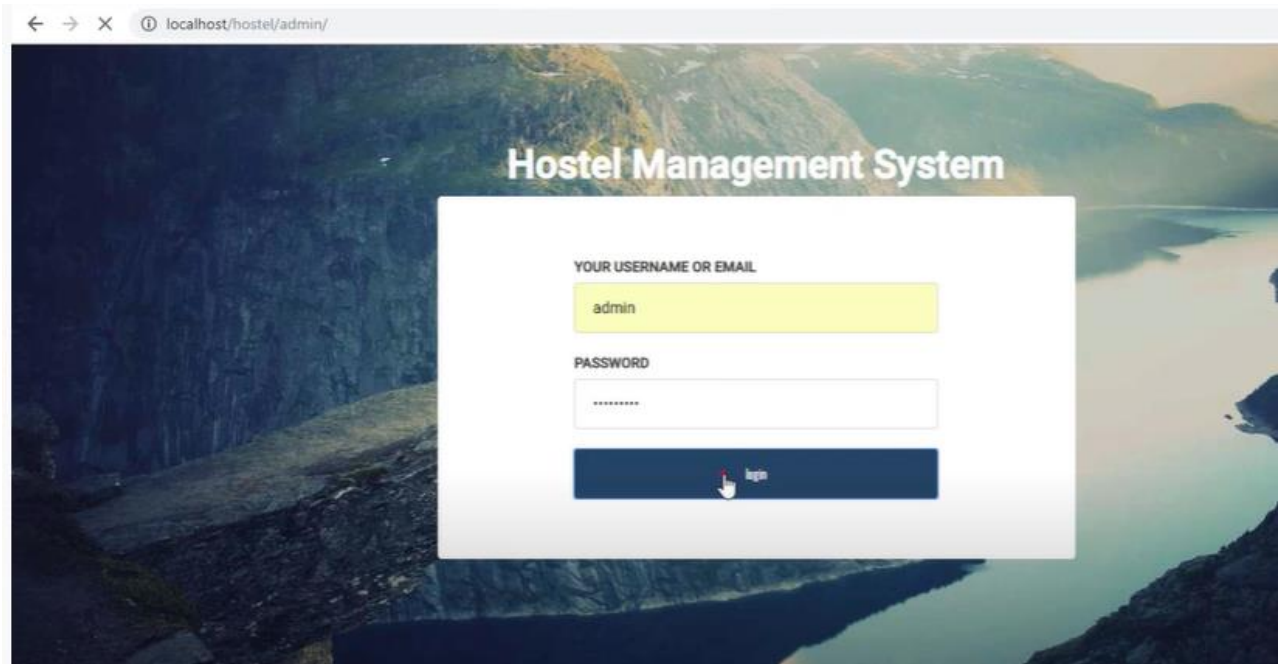 localhost/hostel/admin/
Hostel Management System
YOUR USERNAME OR EMAIL
admin
PASSWORD
login